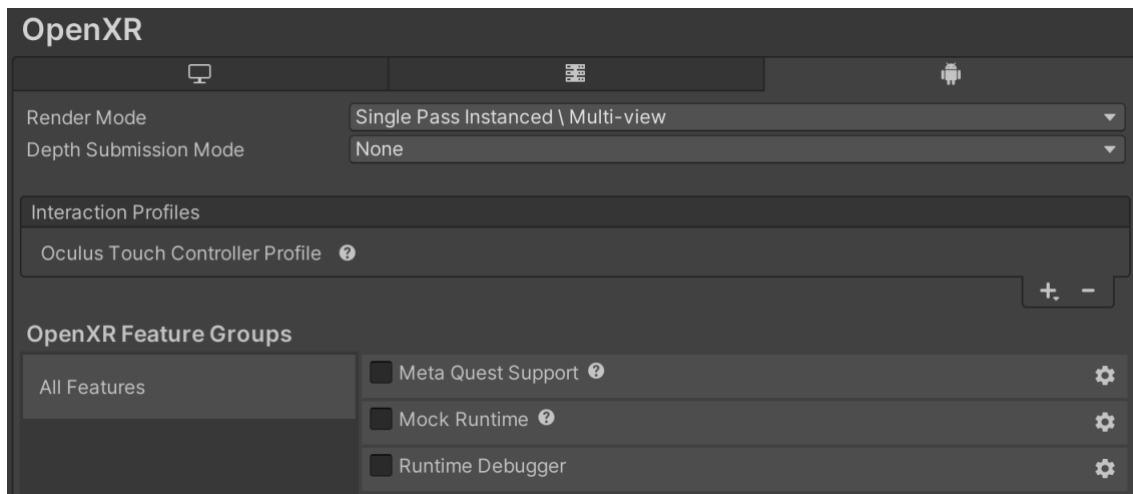 OpenXR
Render Mode Single Pass Instanced \ Multi-view
Depth Submission Mode None
Interaction Profiles
Oculus Touch Controller Profile ?
+ -
OpenXR Feature Groups
All Features
Meta Quest Support ?
Mock Runtime ?
Runtime Debugger